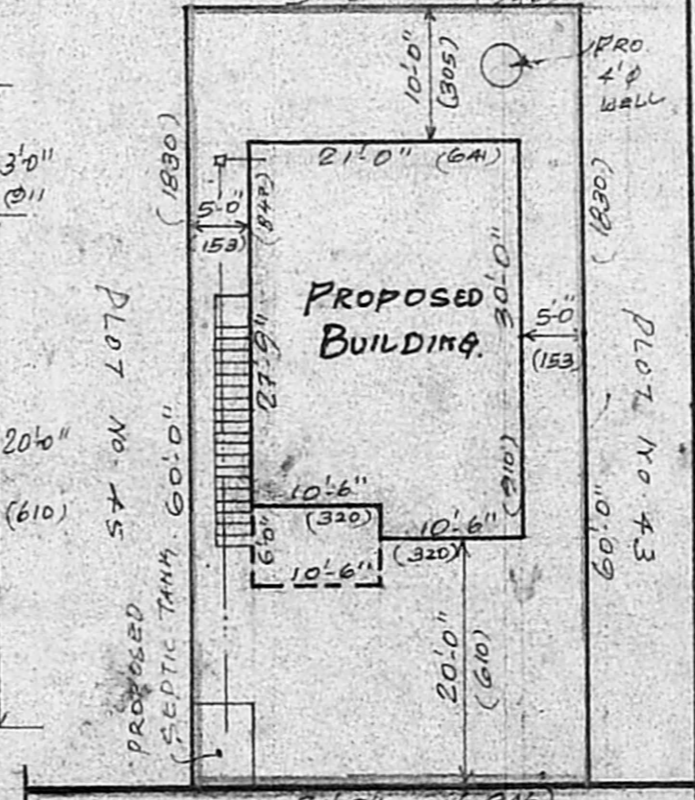 10'-0"
(305)
PRO.
4'φ
WELL
3'-0"
21'-0" (641)
(1830)
5'-0"
(153)
(842)
(1830)
PROPOSED
BUILDING.
30'-0"
(910)
27'-9"
5'-0"
(153
PLOT NO 45
PLOT NO. 43
20'-0"
(610)
60'-0"
60'-0"
10'-6"
(320)
10'-6"
(320)
6'-0"
10'-6"
20'-0"
(610)
PROPOSED
SEPTIC TANK.